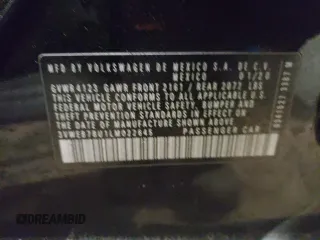 MFD BY VOLKSWAGEN DE MEXICO S.A. DE C.V.
MEXICO 01/20
GVWR 4123 GAWR FRONT 2161 / REAR 2072 LBS
THIS VEHICLE CONFORMS TO ALL APPLICABLE U.S.
FEDERAL MOTOR VEHICLE SAFETY, BUMPER AND
THEFT PREVENTION STANDARDS IN EFFECT ON THE DATE
OF MANUFACTURE SHOWN ABOVE.
PASSENGER CAR
DREAMBID